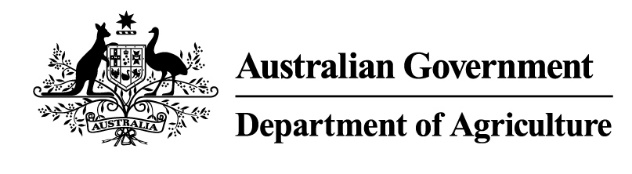 AUSTRALIA
Australian Government
Department of Agriculture